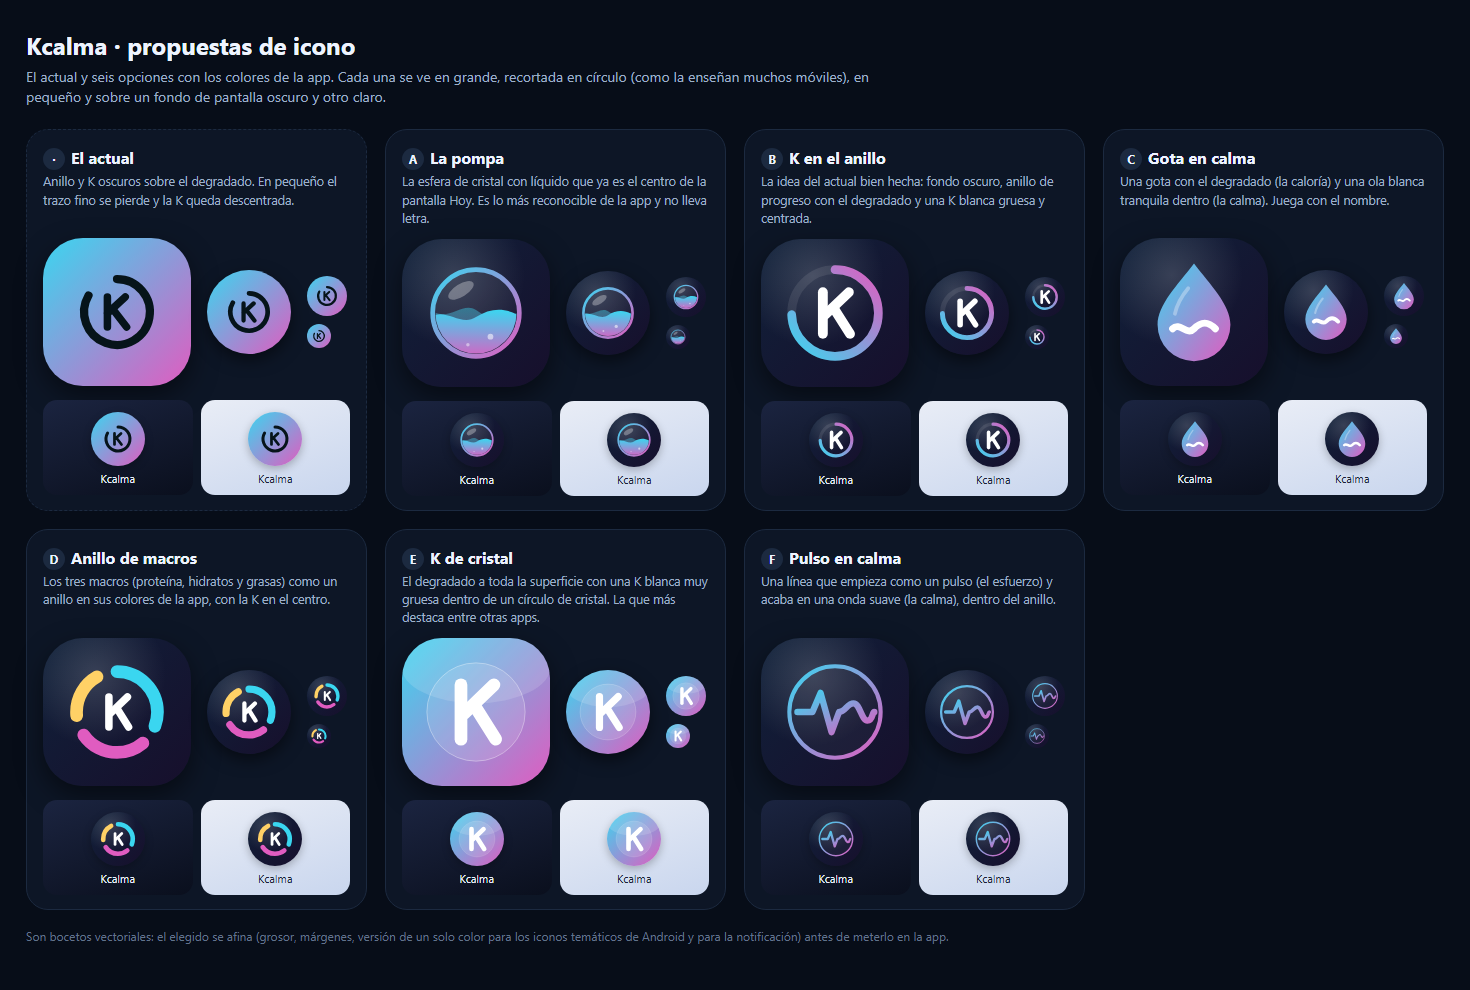 Kcalma · propuestas de icono
El actual y seis opciones con los colores de la app. Cada una se ve en grande, recortada en círculo (como la enseñan muchos móviles), en
pequeño y sobre un fondo de pantalla oscuro y otro claro.
· El actual
Anillo y K oscuros sobre el degradado. En pequeño el
trazo fino se pierde y la K queda descentrada.
K
K
K
K
K
K
Kcalma
Kcalma
A La pompa
La esfera de cristal con líquido que ya es el centro de la
pantalla Hoy. Es lo más reconocible de la app y no lleva
letra.
Kcalma
Kcalma
B K en el anillo
La idea del actual bien hecha: fondo oscuro, anillo de
progreso con el degradado y una K blanca gruesa y
centrada.
K
K
K
K
K
K
Kcalma
Kcalma
C Gota en calma
Una gota con el degradado (la caloría) y una ola blanca
tranquila dentro (la calma). Juega con el nombre.
Kcalma
Kcalma
D Anillo de macros
Los tres macros (proteína, hidratos y grasas) como un
anillo en sus colores de la app, con la K en el centro.
K
K
K
K
K
K
Kcalma
Kcalma
E K de cristal
El degradado a toda la superficie con una K blanca muy
gruesa dentro de un círculo de cristal. La que más
destaca entre otras apps.
K
K
K
K
K
K
Kcalma
Kcalma
F Pulso en calma
Una línea que empieza como un pulso (el esfuerzo) y
acaba en una onda suave (la calma), dentro del anillo.
Kcalma
Kcalma
Son bocetos vectoriales: el elegido se afina (grosor, márgenes, versión de un solo color para los iconos temáticos de Android y para la notificación) antes de meterlo en la app.